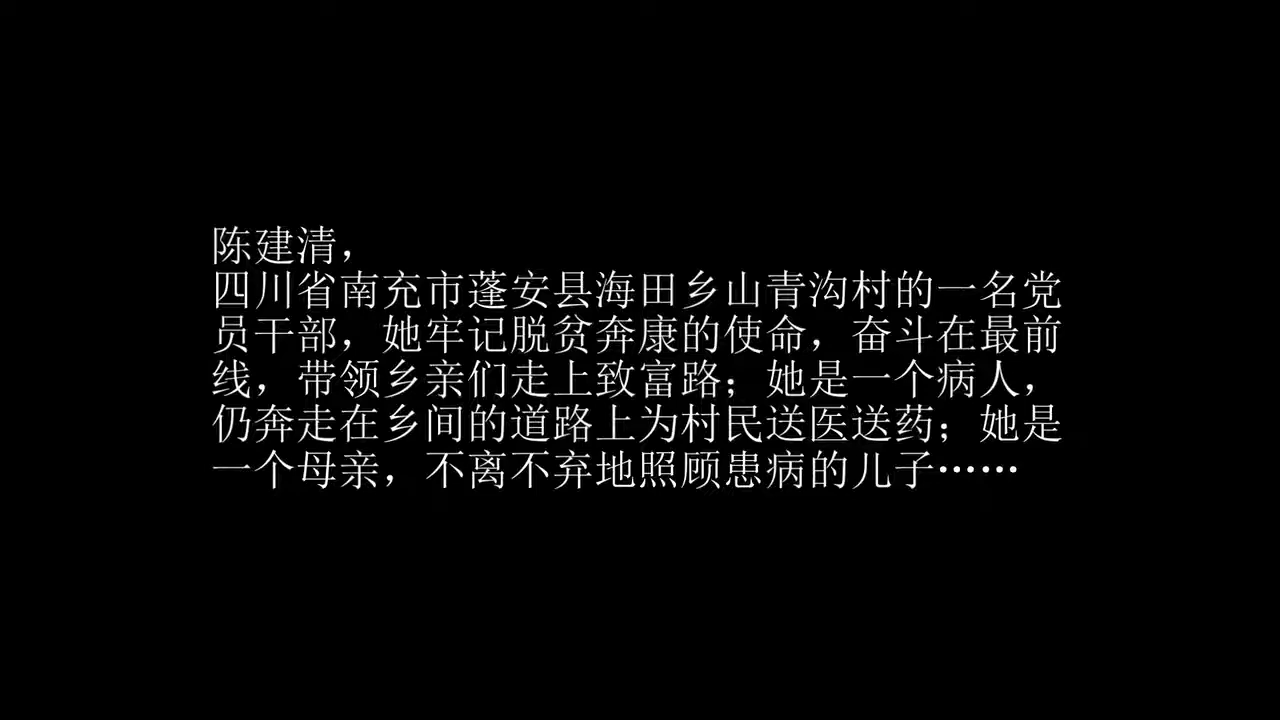 陈建清，
四川省南充市蓬安县海田乡山青沟村的一名党
员干部，她牢记脱贫奔康的使命，奋斗在最前
线，带领乡亲们走上致富路；她是一个病人，
仍奔走在乡间的道路上为村民送医送药；她是
一个母亲，不离不弃地照顾患病的儿子……